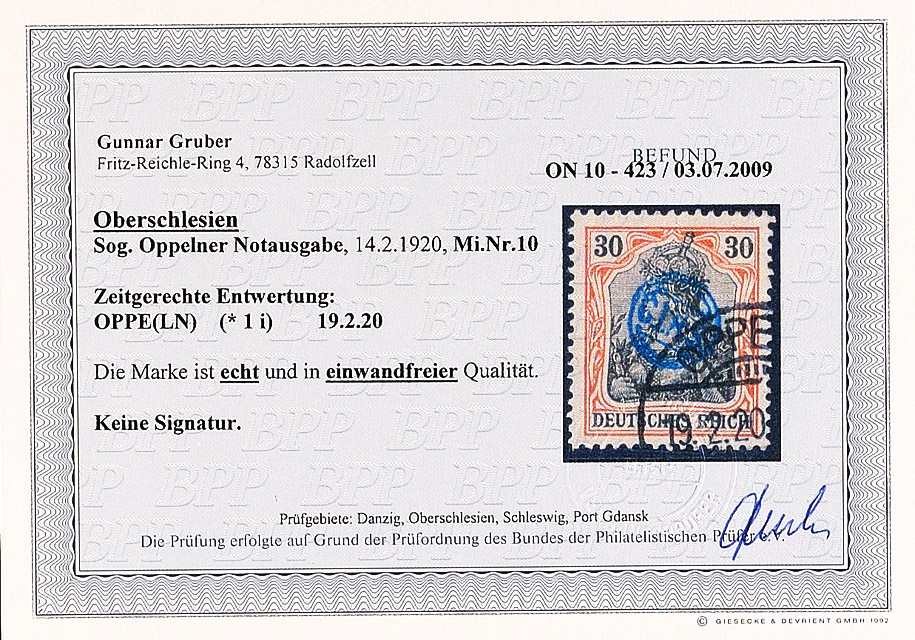 Gunnar Gruber
Fritz-Reichle-Ring 4, 78315 Radolfzell
BEFUND
ON 10 - 423 / 03.07.2009
Oberschlesien
Sog. Oppelner Notausgabe, 14.2.1920, Mi.Nr.10
30 30
OPPE
DEUTSCHES REICH
19.2.20
Zeitgerechte Entwertung:
OPPE(LN) (* 1 i) 19.2.20
Die Marke ist echt und in einwandfreier Qualität.
Keine Signatur.
Prüfgebiete: Danzig, Oberschlesien, Schleswig, Port Gdansk
Die Prüfung erfolgte auf Grund der Prüfordnung des Bundes der Philatelistischen Prüfer e.V.
© GIESECKE & DEVRIENT GMBH 1992